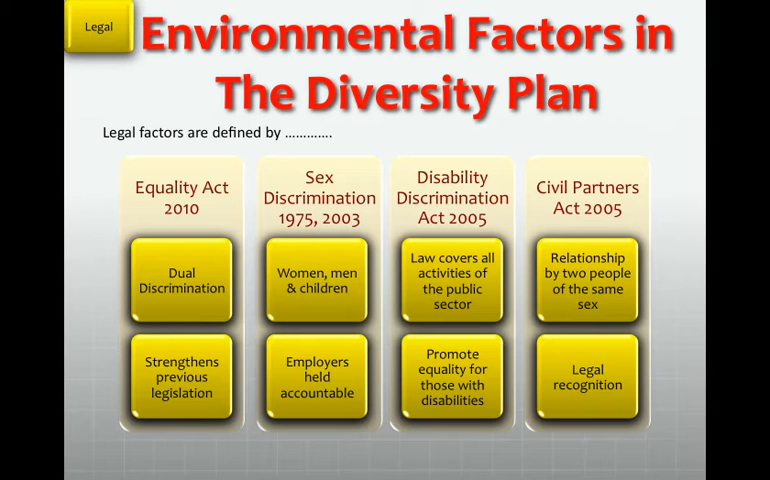 Legal
Environmental Factors in
The Diversity Plan
Legal factors are defined by ………….
Equality Act
2010
Dual
Discrimination
Strengthens
previous
legislation
Sex
Discrimination
1975, 2003
Women, men
& children
Employers
held
accountable
Disability
Discrimination
Act 2005
Law covers all
activities of
the public
sector
Promote
equality for
those with
disabilities
Civil Partners
Act 2005
Relationship
by two people
of the same
sex
Legal
recognition